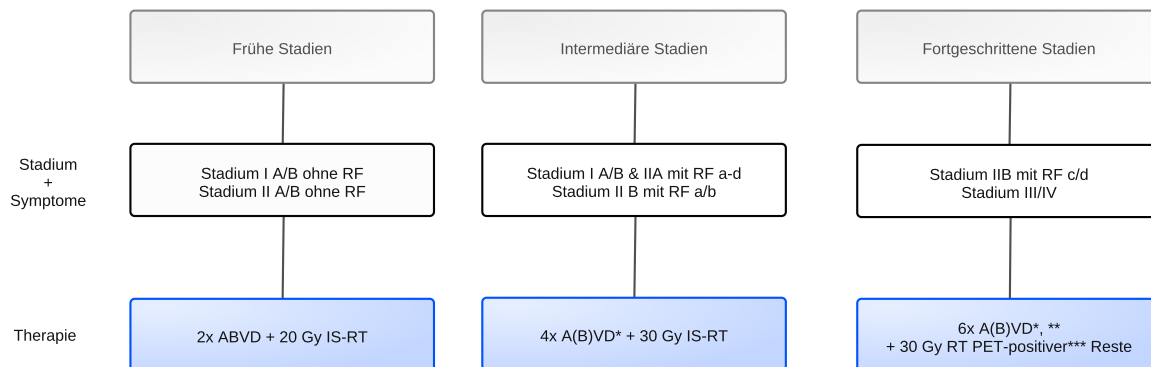 Frühe Stadien
Intermediäre Stadien
Fortgeschrittene Stadien
Stadium
+
Symptome
Stadium I A/B ohne RF
Stadium II A/B ohne RF
Stadium I A/B & IIA mit RF a-d
Stadium II B mit RF a/b
Stadium IIB mit RF c/d
Stadium III/IV
Therapie
2x ABVD + 20 Gy IS-RT
4x A(B)VD* + 30 Gy IS-RT
6x A(B)VD*, **
+ 30 Gy RT PET-positiver*** Reste